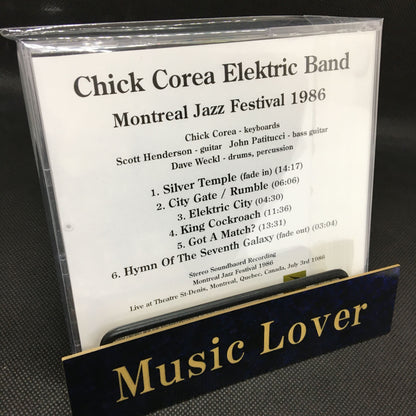 Chick Corea Elektric Band
Montreal Jazz Festival 1986
Chick Corea - keyboards
Scott Henderson - guitar John Patitucci - bass guitar
Dave Weckl - drums, percussion
1. Silver Temple (fade in) (14:17)
2. City Gate / Rumble (06:06)
3. Elektric City (04:30)
4. King Cockroach (11:36)
5. Got A Match? (13:31)
6. Hymn Of The Seventh Galaxy (fade out) (03:04)
Stereo Soundboard Recording
Montreal Jazz Festival 1986
Live at Theatre St-Denis, Montreal, Quebec, Canada, July 3rd 1986
Music Lover